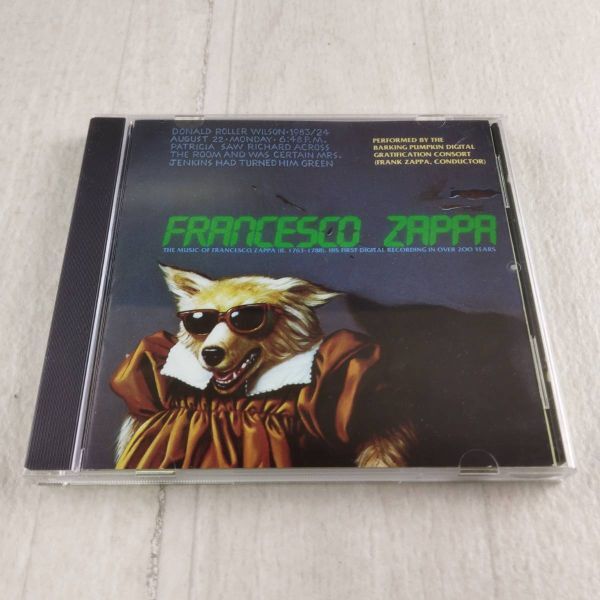 DONALD ROLLER WILSON • 1983/24
AUGUST 22 • MONDAY • 6:48 P.M.
PATRICIA SAW RICHARD ACROSS
THE ROOM AND WAS CERTAIN MRS.
JENKINS HAD TURNED HIM GREEN
PERFORMED BY THE
BARKING PUMPKIN DIGITAL
GRATIFICATION CONSORT
(FRANK ZAPPA, CONDUCTOR)
FRANCESCO ZAPPA
THE MUSIC OF FRANCESCO ZAPPA (fl. 1763-1788). HIS FIRST DIGITAL RECORDING IN OVER 200 YEARS